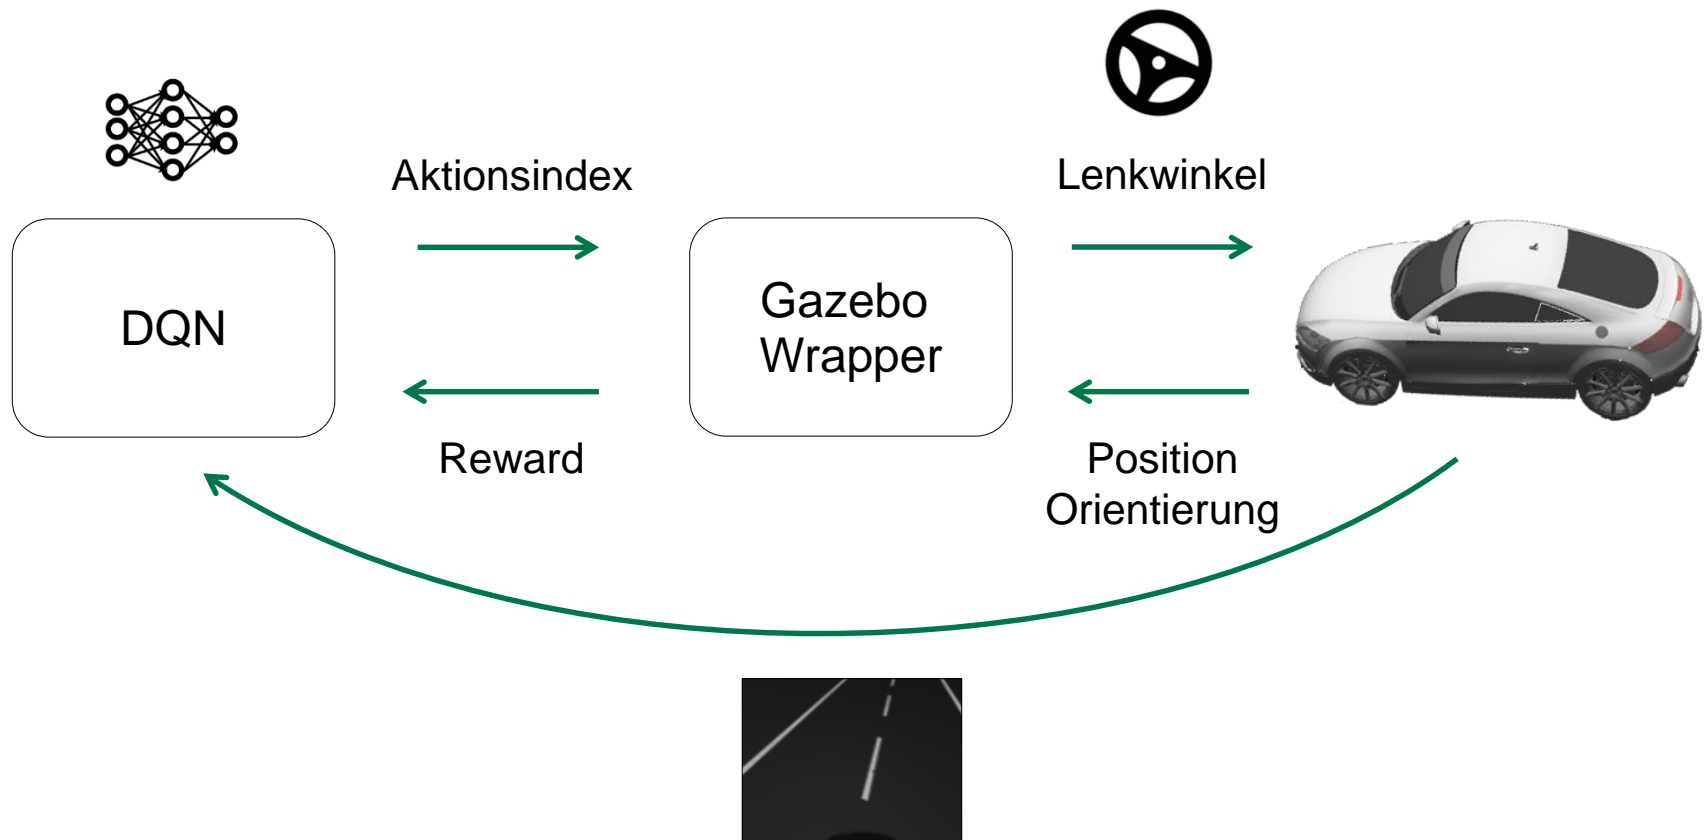 Aktionsindex
Lenkwinkel
DQN
Gazebo
Wrapper
Reward
Position
Orientierung